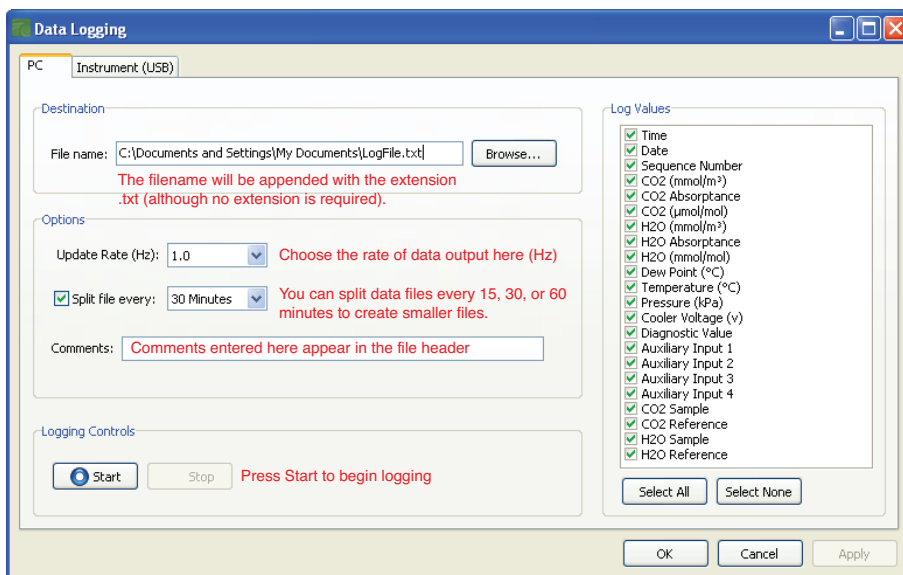 Data Logging
PC
Instrument (USB)
Destination
File name: C:\Documents and Settings\My Documents\LogFile.txt Browse...
The filename will be appended with the extension
.txt (although no extension is required).
Options
Update Rate (Hz): 1.0 Choose the rate of data output here (Hz)
Split file every: 30 Minutes You can split data files every 15, 30, or 60
minutes to create smaller files.
Comments: Comments entered here appear in the file header
Logging Controls
Start Stop Press Start to begin logging
Log Values
Time
Date
Sequence Number
CO2 (mmol/m³)
CO2 Absorptance
CO2 (µmol/mol)
H2O (mmol/m³)
H2O Absorptance
H2O (mmol/mol)
Dew Point (°C)
Temperature (°C)
Pressure (kPa)
Cooler Voltage (v)
Diagnostic Value
Auxiliary Input 1
Auxiliary Input 2
Auxiliary Input 3
Auxiliary Input 4
CO2 Sample
CO2 Reference
H2O Sample
H2O Reference
Select All Select None
OK Cancel Apply